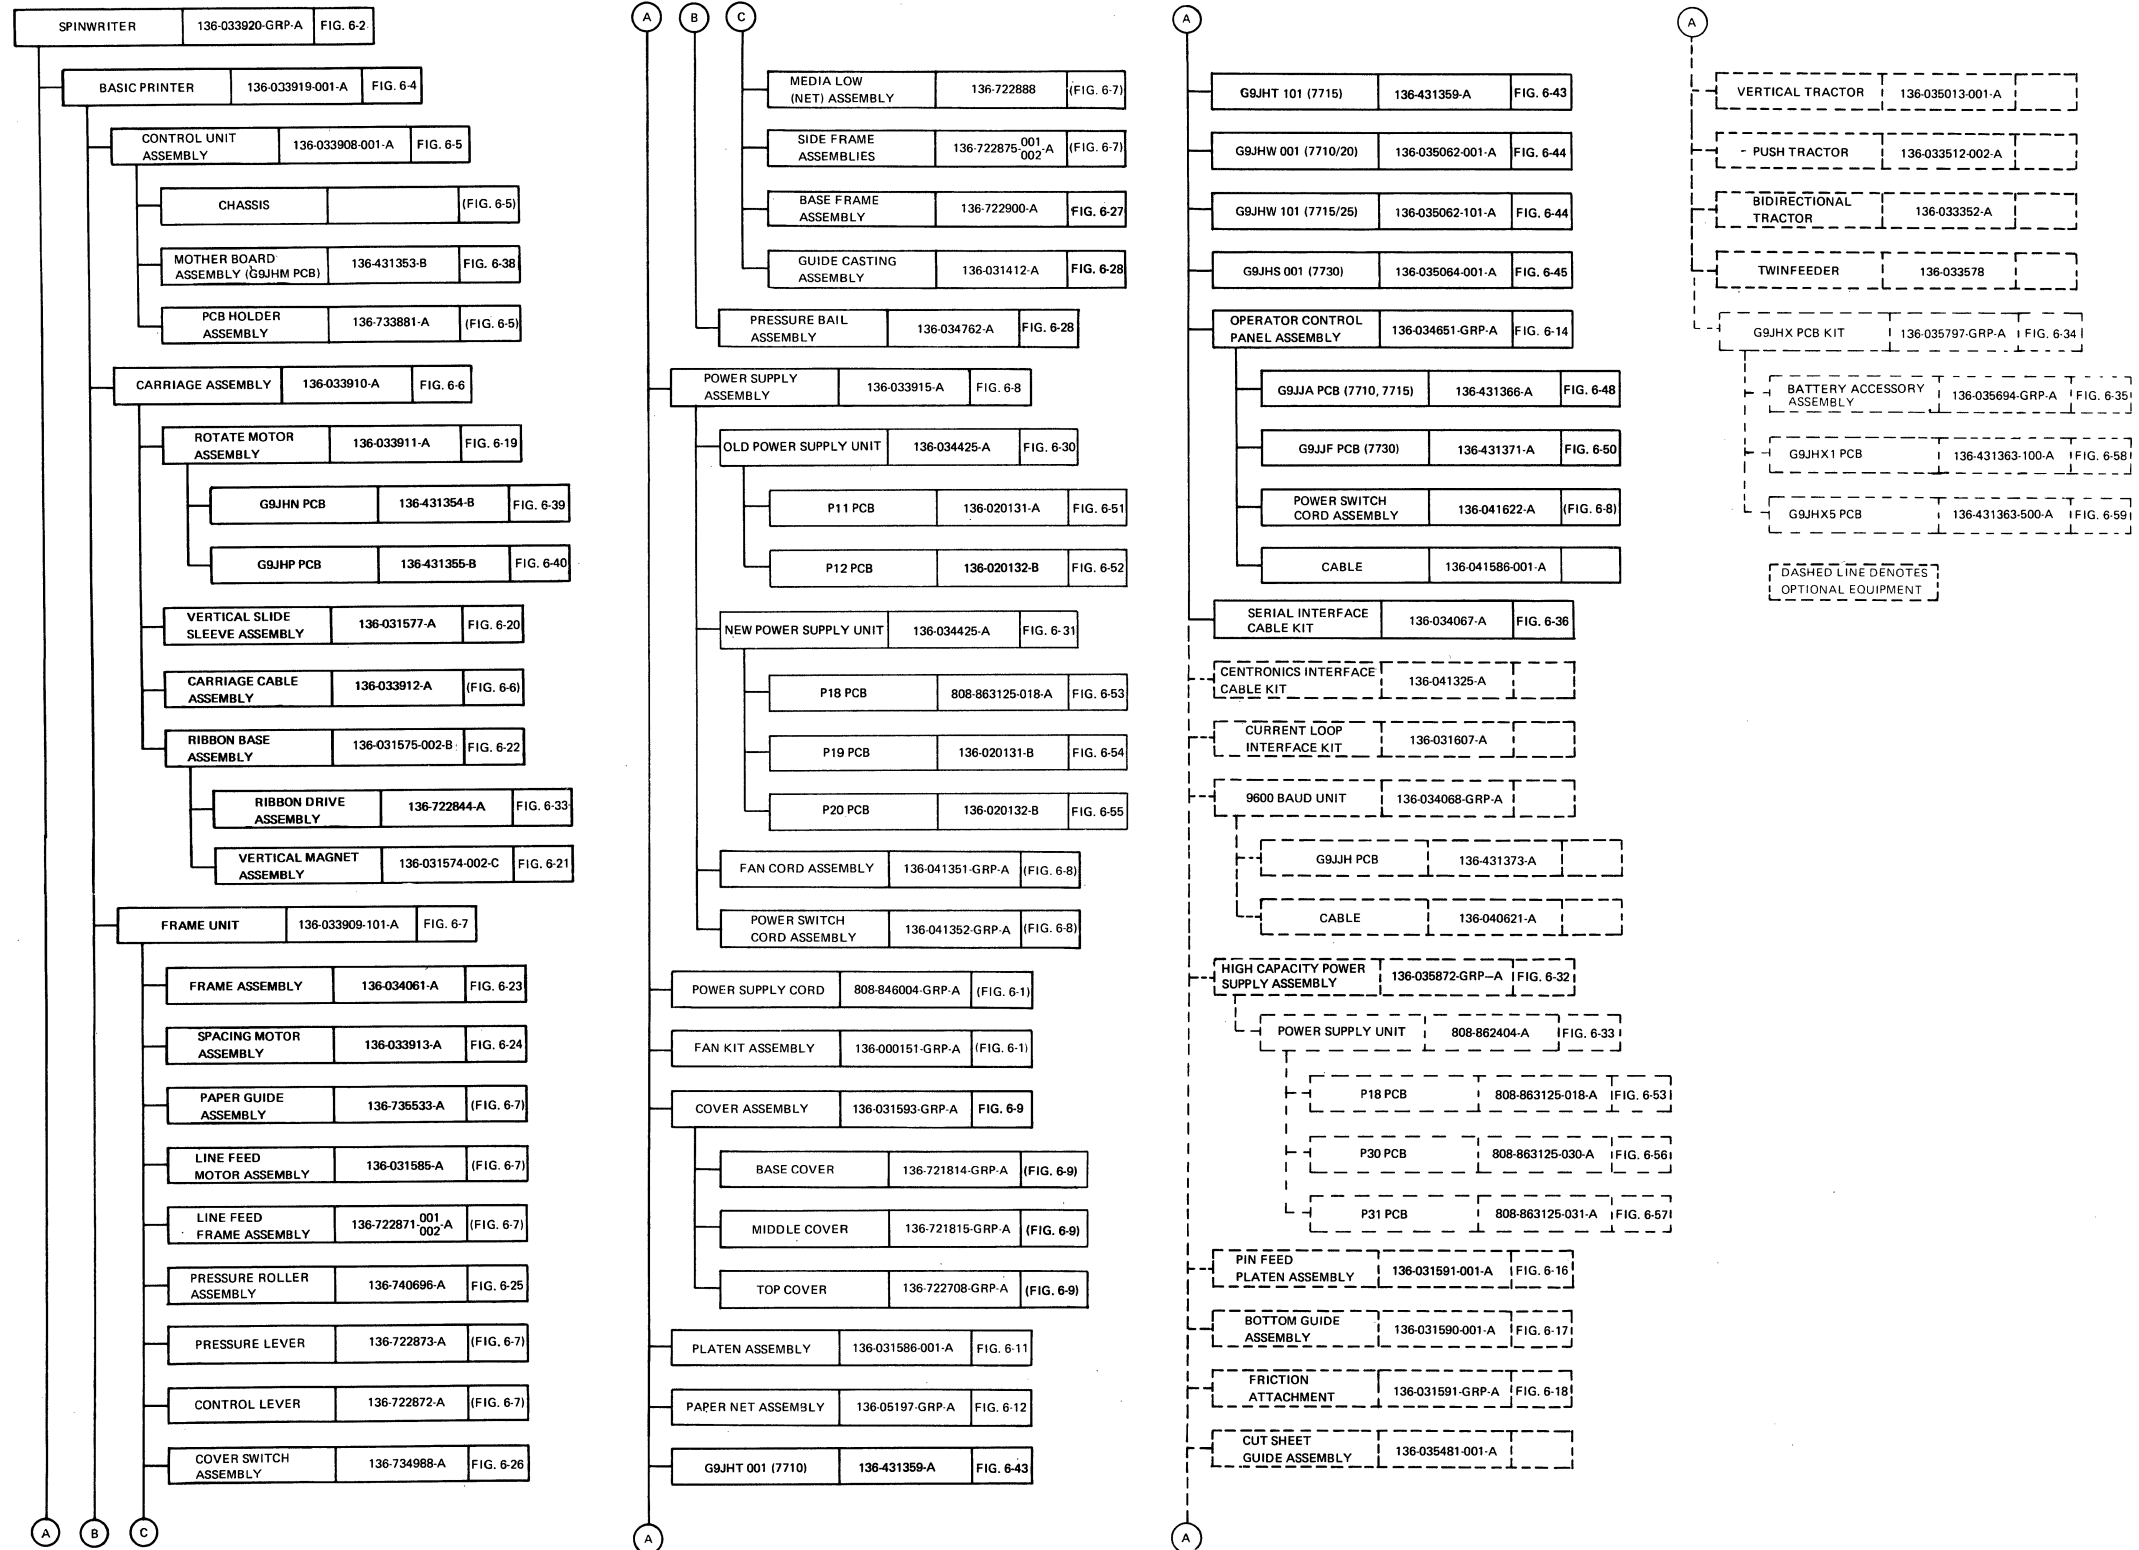 SPINWRITER 136-033920-GRP-A FIG. 6-2
BASIC PRINTER 136-033919-001-A FIG. 6-4
CONTROL UNIT
ASSEMBLY 136-033908-001-A FIG. 6-5
CHASSIS (FIG. 6-5)
MOTHER BOARD
ASSEMBLY (G9JHM PCB) 136-431353-B FIG. 6-38
PCB HOLDER
ASSEMBLY 136-733881-A (FIG. 6-5)
CARRIAGE ASSEMBLY 136-033910-A FIG. 6-6
ROTATE MOTOR
ASSEMBLY 136-033911-A FIG. 6-19
G9JHN PCB 136-431354-B FIG. 6-39
G9JHP PCB 136-431355-B FIG. 6-40
VERTICAL SLIDE
SLEEVE ASSEMBLY 136-031577-A FIG. 6-20
CARRIAGE CABLE
ASSEMBLY 136-033912-A (FIG. 6-6)
RIBBON BASE
ASSEMBLY 136-031575-002-B FIG. 6-22
RIBBON DRIVE
ASSEMBLY 136-722844-A FIG. 6-33
VERTICAL MAGNET
ASSEMBLY 136-031574-002-C FIG. 6-21
FRAME UNIT 136-033909-101-A FIG. 6-7
FRAME ASSEMBLY 136-034061-A FIG. 6-23
SPACING MOTOR
ASSEMBLY 136-033913-A FIG. 6-24
PAPER GUIDE
ASSEMBLY 136-735533-A (FIG. 6-7)
LINE FEED
MOTOR ASSEMBLY 136-031585-A (FIG. 6-7)
LINE FEED
FRAME ASSEMBLY 136-722871-001 002-A (FIG. 6-7)
PRESSURE ROLLER
ASSEMBLY 136-740696-A FIG. 6-25
PRESSURE LEVER 136-722873-A (FIG. 6-7)
CONTROL LEVER 136-722872-A (FIG. 6-7)
COVER SWITCH
ASSEMBLY 136-734988-A FIG. 6-26
A B C
A B C
MEDIA LOW
(NET) ASSEMBLY 136-722888 (FIG. 6-7)
SIDE FRAME
ASSEMBLIES 136-722875-001 002-A (FIG. 6-7)
BASE FRAME
ASSEMBLY 136-722900-A FIG. 6-27
GUIDE CASTING
ASSEMBLY 136-031412-A FIG. 6-28
PRESSURE BAIL
ASSEMBLY 136-034762-A FIG. 6-28
POWER SUPPLY
ASSEMBLY 136-033915-A FIG. 6-8
OLD POWER SUPPLY UNIT 136-034425-A FIG. 6-30
P11 PCB 136-020131-A FIG. 6-51
P12 PCB 136-020132-B FIG. 6-52
NEW POWER SUPPLY UNIT 136-034425-A FIG. 6-31
P18 PCB 808-863125-018-A FIG. 6-53
P19 PCB 136-020131-B FIG. 6-54
P20 PCB 136-020132-B FIG. 6-55
FAN CORD ASSEMBLY 136-041351-GRP-A (FIG. 6-8)
POWER SWITCH
CORD ASSEMBLY 136-041352-GRP-A (FIG. 6-8)
POWER SUPPLY CORD 808-846004-GRP-A (FIG. 6-1)
FAN KIT ASSEMBLY 136-000151-GRP-A (FIG. 6-1)
COVER ASSEMBLY 136-031593-GRP-A FIG. 6-9
BASE COVER 136-721814-GRP-A (FIG. 6-9)
MIDDLE COVER 136-721815-GRP-A (FIG. 6-9)
TOP COVER 136-722708-GRP-A (FIG. 6-9)
PLATEN ASSEMBLY 136-031586-001-A FIG. 6-11
PAPER NET ASSEMBLY 136-05197-GRP-A FIG. 6-12
G9JHT 001 (7710) 136-431359-A FIG. 6-43
A
A
G9JHT 101 (7715) 136-431359-A FIG. 6-43
G9JHW 001 (7710/20) 136-035062-001-A FIG. 6-44
G9JHW 101 (7715/25) 136-035062-101-A FIG. 6-44
G9JHS 001 (7730) 136-035064-001-A FIG. 6-45
OPERATOR CONTROL
PANEL ASSEMBLY 136-034651-GRP-A FIG. 6-14
G9JJA PCB (7710, 7715) 136-431366-A FIG. 6-48
G9JJF PCB (7730) 136-431371-A FIG. 6-50
POWER SWITCH
CORD ASSEMBLY 136-041622-A (FIG. 6-8)
CABLE 136-041586-001-A
SERIAL INTERFACE
CABLE KIT 136-034067-A FIG. 6-36
CENTRONICS INTERFACE
CABLE KIT 136-041325-A
CURRENT LOOP
INTERFACE KIT 136-031607-A
9600 BAUD UNIT 136-034068-GRP-A
G9JJH PCB 136-431373-A
CABLE 136-040621-A
HIGH CAPACITY POWER
SUPPLY ASSEMBLY 136-035872-GRP—A FIG. 6-32
POWER SUPPLY UNIT 808-862404-A FIG. 6-33
P18 PCB 808-863125-018-A FIG. 6-53
P30 PCB 808-863125-030-A FIG. 6-56
P31 PCB 808-863125-031-A FIG. 6-57
PIN FEED
PLATEN ASSEMBLY 136-031591-001-A FIG. 6-16
BOTTOM GUIDE
ASSEMBLY 136-031590-001-A FIG. 6-17
FRICTION
ATTACHMENT 136-031591-GRP-A FIG. 6-18
CUT SHEET
GUIDE ASSEMBLY 136-035481-001-A
A
A
VERTICAL TRACTOR 136-035013-001-A
PUSH TRACTOR 136-033512-002-A
BIDIRECTIONAL
TRACTOR 136-033352-A
TWINFEEDER 136-033578
G9JHX PCB KIT 136-035797-GRP-A FIG. 6-34
BATTERY ACCESSORY
ASSEMBLY 136-035694-GRP-A FIG. 6-35
G9JHX1 PCB 136-431363-100-A FIG. 6-58
G9JHX5 PCB 136-431363-500-A FIG. 6-59
DASHED LINE DENOTES
OPTIONAL EQUIPMENT